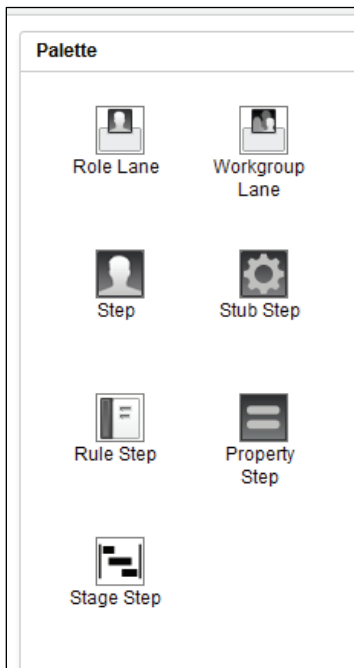 Palette
Role Lane
Workgroup
Lane
Step
Stub Step
Rule Step
Property
Step
Stage Step